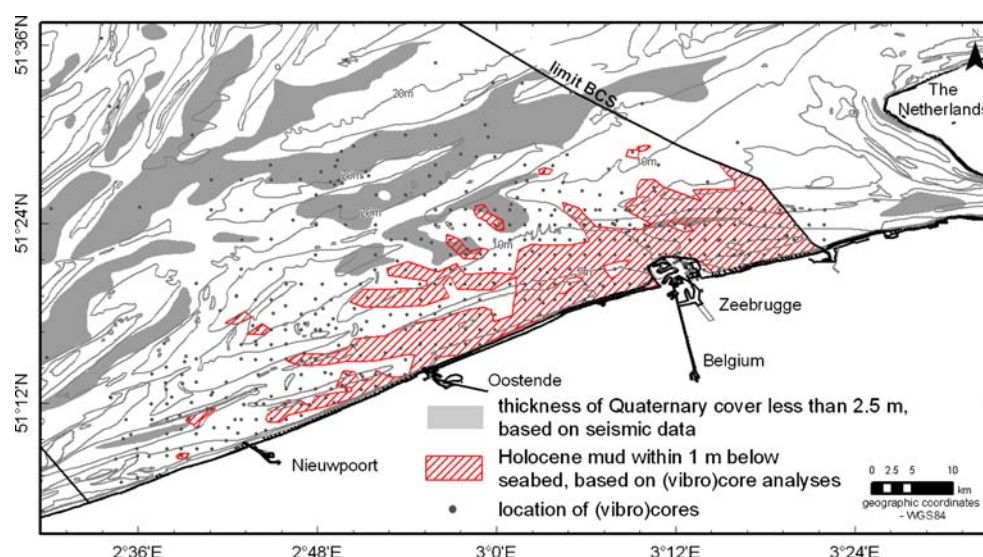 51°36'N
51°24'N
51°12'N
limit BCS
N
The
Netherlands
20m
10m
20m
20m
10m
5m
Zeebrugge
Belgium
Oostende
Nieuwpoort
thickness of Quaternary cover less than 2.5 m,
based on seismic data
Holocene mud within 1 m below
seabed, based on (vibro)core analyses
location of (vibro)cores
0 2.5 5 10
km
geographic coordinates
- WGS84
2°36'E
2°48'E
3°0'E
3°12'E
3°24'E